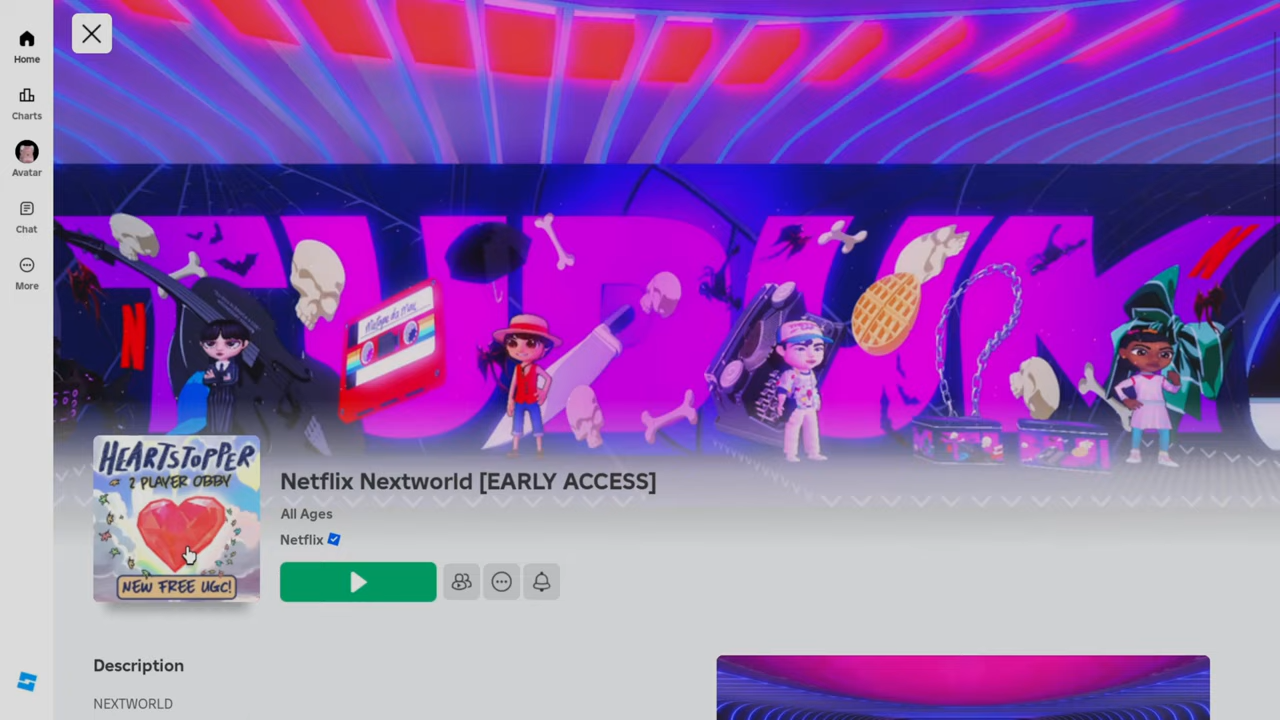 Home
Charts
Avatar
Chat
More
TUDUM
N
HEARTSTOPPER
2 PLAYER OBBY
NEW FREE UGC!
Netflix Nextworld [EARLY ACCESS]
All Ages
Netflix
Description
NEXTWORLD